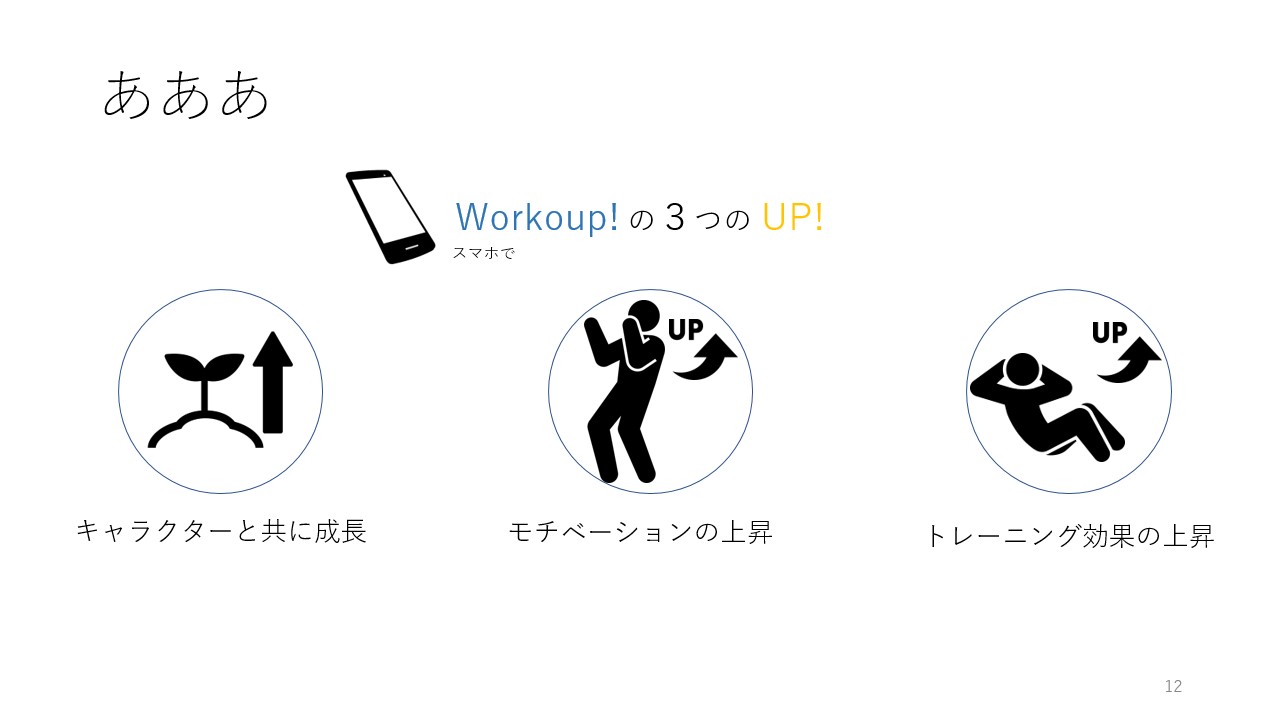 あああ
Workoup! の 3 つの UP!
スマホで
UP
UP
キャラクターと共に成長
モチベーションの上昇
トレーニング効果の上昇
12